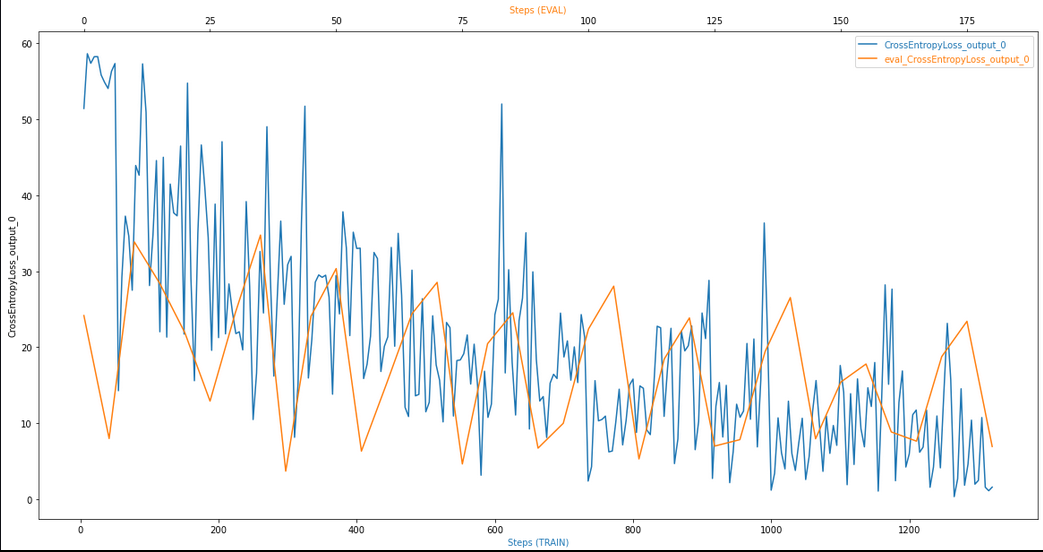 Steps (EVAL)
0 25 50 75 100 125 150 175
CrossEntropyLoss_output_0
eval_CrossEntropyLoss_output_0
CrossEntropyLoss_output_0
60
50
40
30
20
10
0
0 200 400 600 800 1000 1200
Steps (TRAIN)